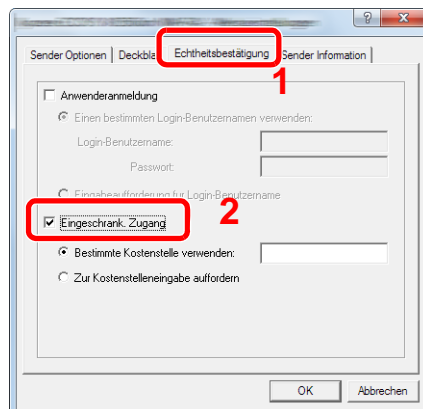 Sender Optionen Deckbla Echtheitsbestätigung Sender Information
1
Anwenderanmeldung
Einen bestimmten Login-Benutzernamen verwenden:
Login-Benutzername:
Passwort:
Eingabeaufforderung für Login-Benutzername
2
Eingeschränk. Zugang
Bestimmte Kostenstelle verwenden:
Zur Kostenstelleneingabe auffordern
OK Abbrechen